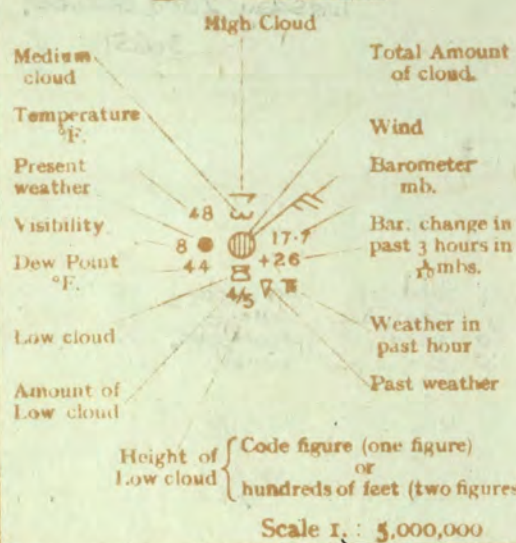 High Cloud
Medium
cloud
Temperature
°F.
Present
weather
Visibility
Dew Point
°F.
Low cloud
Amount of
Low cloud
48
8
44
17·7
+26
4/5
Total Amount
of cloud.
Wind
Barometer
mb.
Bar. change in
past 3 hours in
1/10 mbs.
Weather in
past hour
Past weather
Height of
Low cloud
Code figure (one figure)
or
hundreds of feet (two figures
Scale 1. : 5,000,000